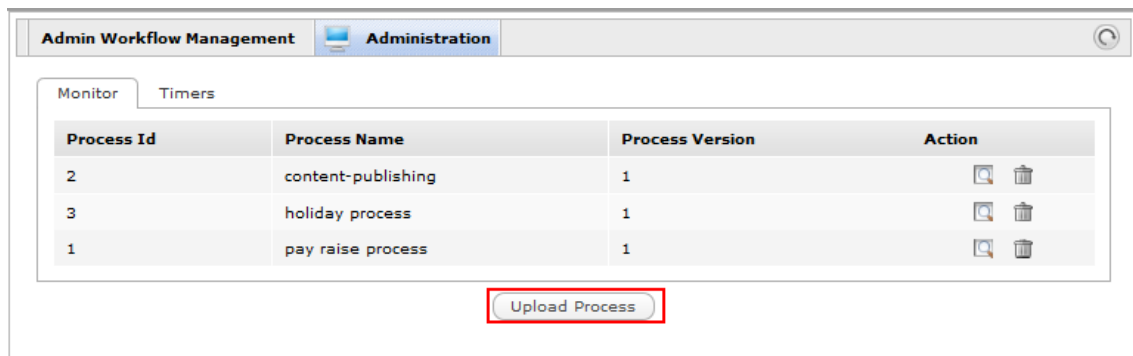 Admin Workflow Management Administration
Monitor Timers
Process Id Process Name Process Version Action
2 content-publishing 1
3 holiday process 1
1 pay raise process 1
Upload Process